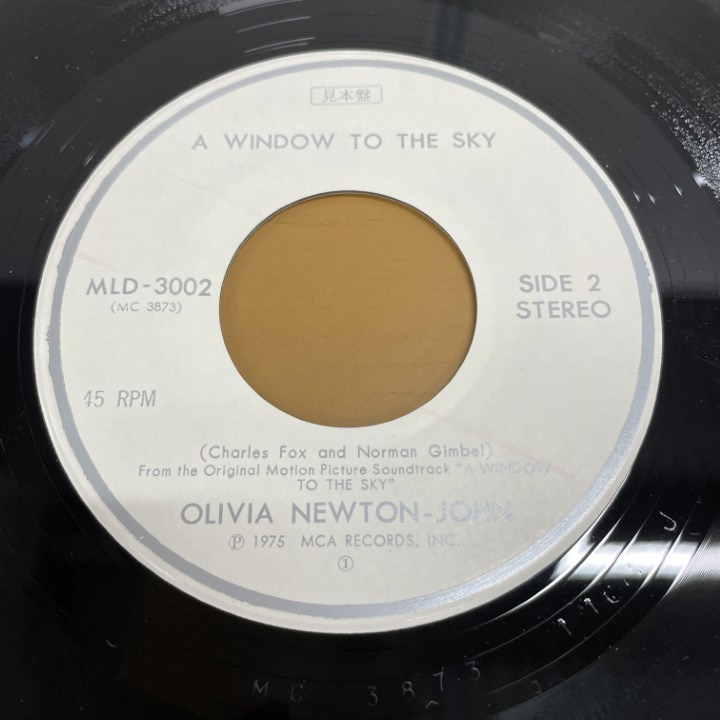 見本盤
A WINDOW TO THE SKY
MLD-3002
(MC 3873)
SIDE 2
STEREO
45 RPM
(Charles Fox and Norman Gimbel)
From the Original Motion Picture Soundtrack "A WINDOW
TO THE SKY"
OLIVIA NEWTON-JOHN
Ⓟ 1975 MCA RECORDS, INC.
①
MC 3873